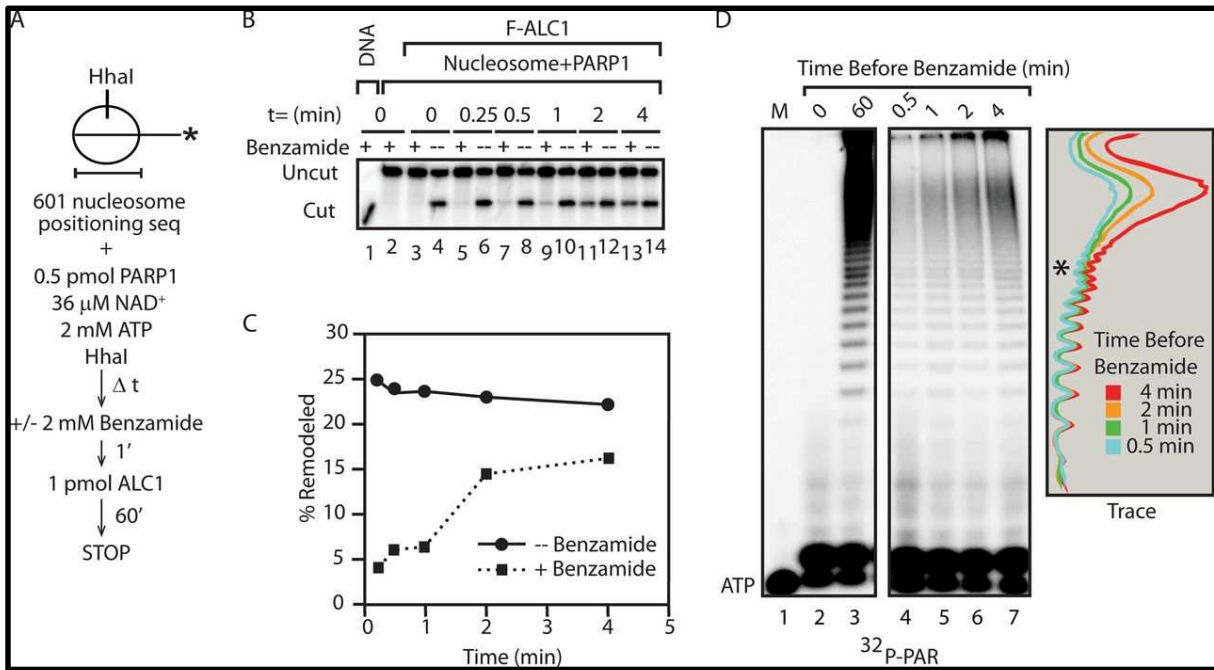 A
HhaI
*
601 nucleosome
positioning seq
+
0.5 pmol PARP1
36 µM NAD+
2 mM ATP
HhaI
Δ t
+/- 2 mM Benzamide
1'
1 pmol ALC1
60'
STOP
B
DNA
F-ALC1
Nucleosome+PARP1
t= (min) 0 0 0.25 0.5 1 2 4
Benzamide + + + -- + -- + -- + -- + -- + --
Uncut
Cut
1 2 3 4 5 6 7 8 9 10 11 12 13 14
C
% Remodeled
30
25
20
15
10
5
0
-- Benzamide
+ Benzamide
0 1 2 3 4 5
Time (min)
D
Time Before Benzamide (min)
M 0 60 0.5 1 2 4
ATP
1 2 3 4 5 6 7
32P-PAR
*
Time Before
Benzamide
4 min
2 min
1 min
0.5 min
Trace